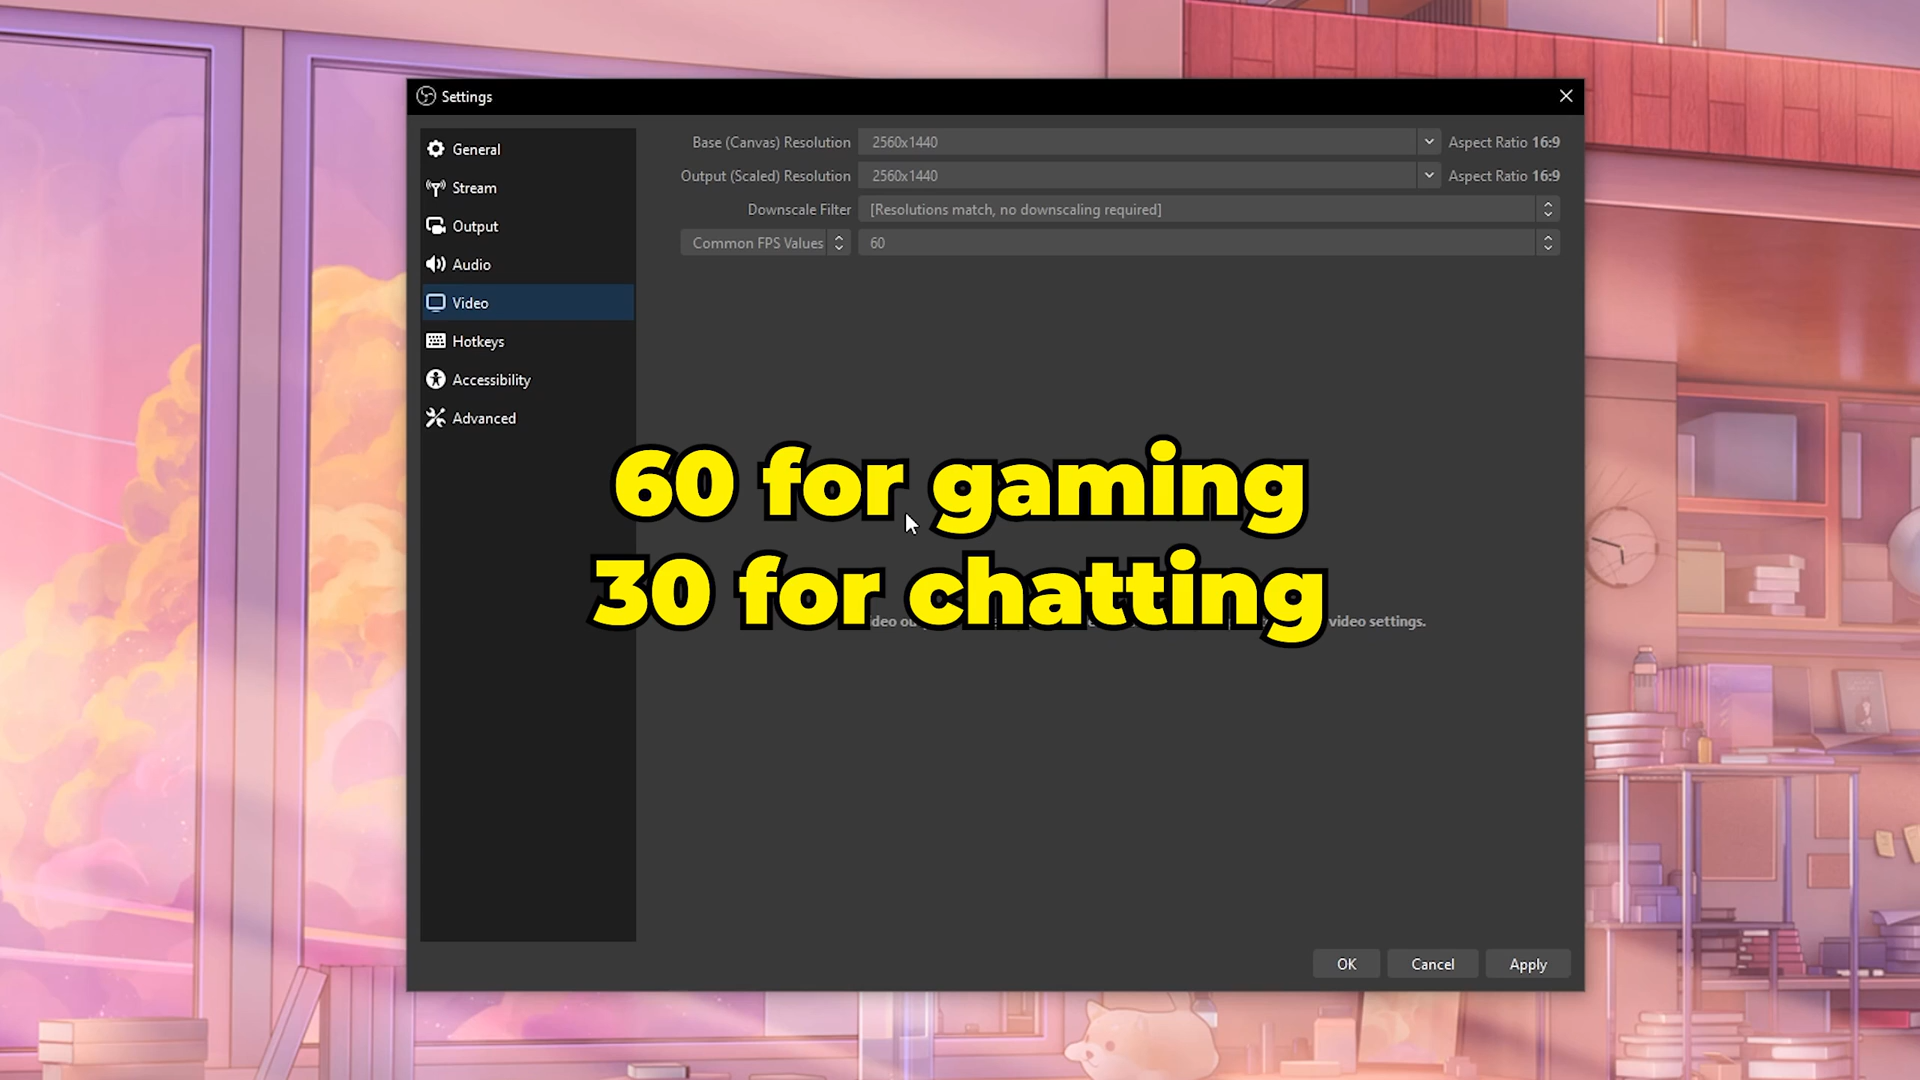 Settings
General
Stream
Output
Audio
Video
Hotkeys
Accessibility
Advanced
Base (Canvas) Resolution 2560x1440 Aspect Ratio 16:9
Output (Scaled) Resolution 2560x1440 Aspect Ratio 16:9
Downscale Filter [Resolutions match, no downscaling required]
Common FPS Values 60
60 for gaming
30 for chatting
video settings.
OK Cancel Apply